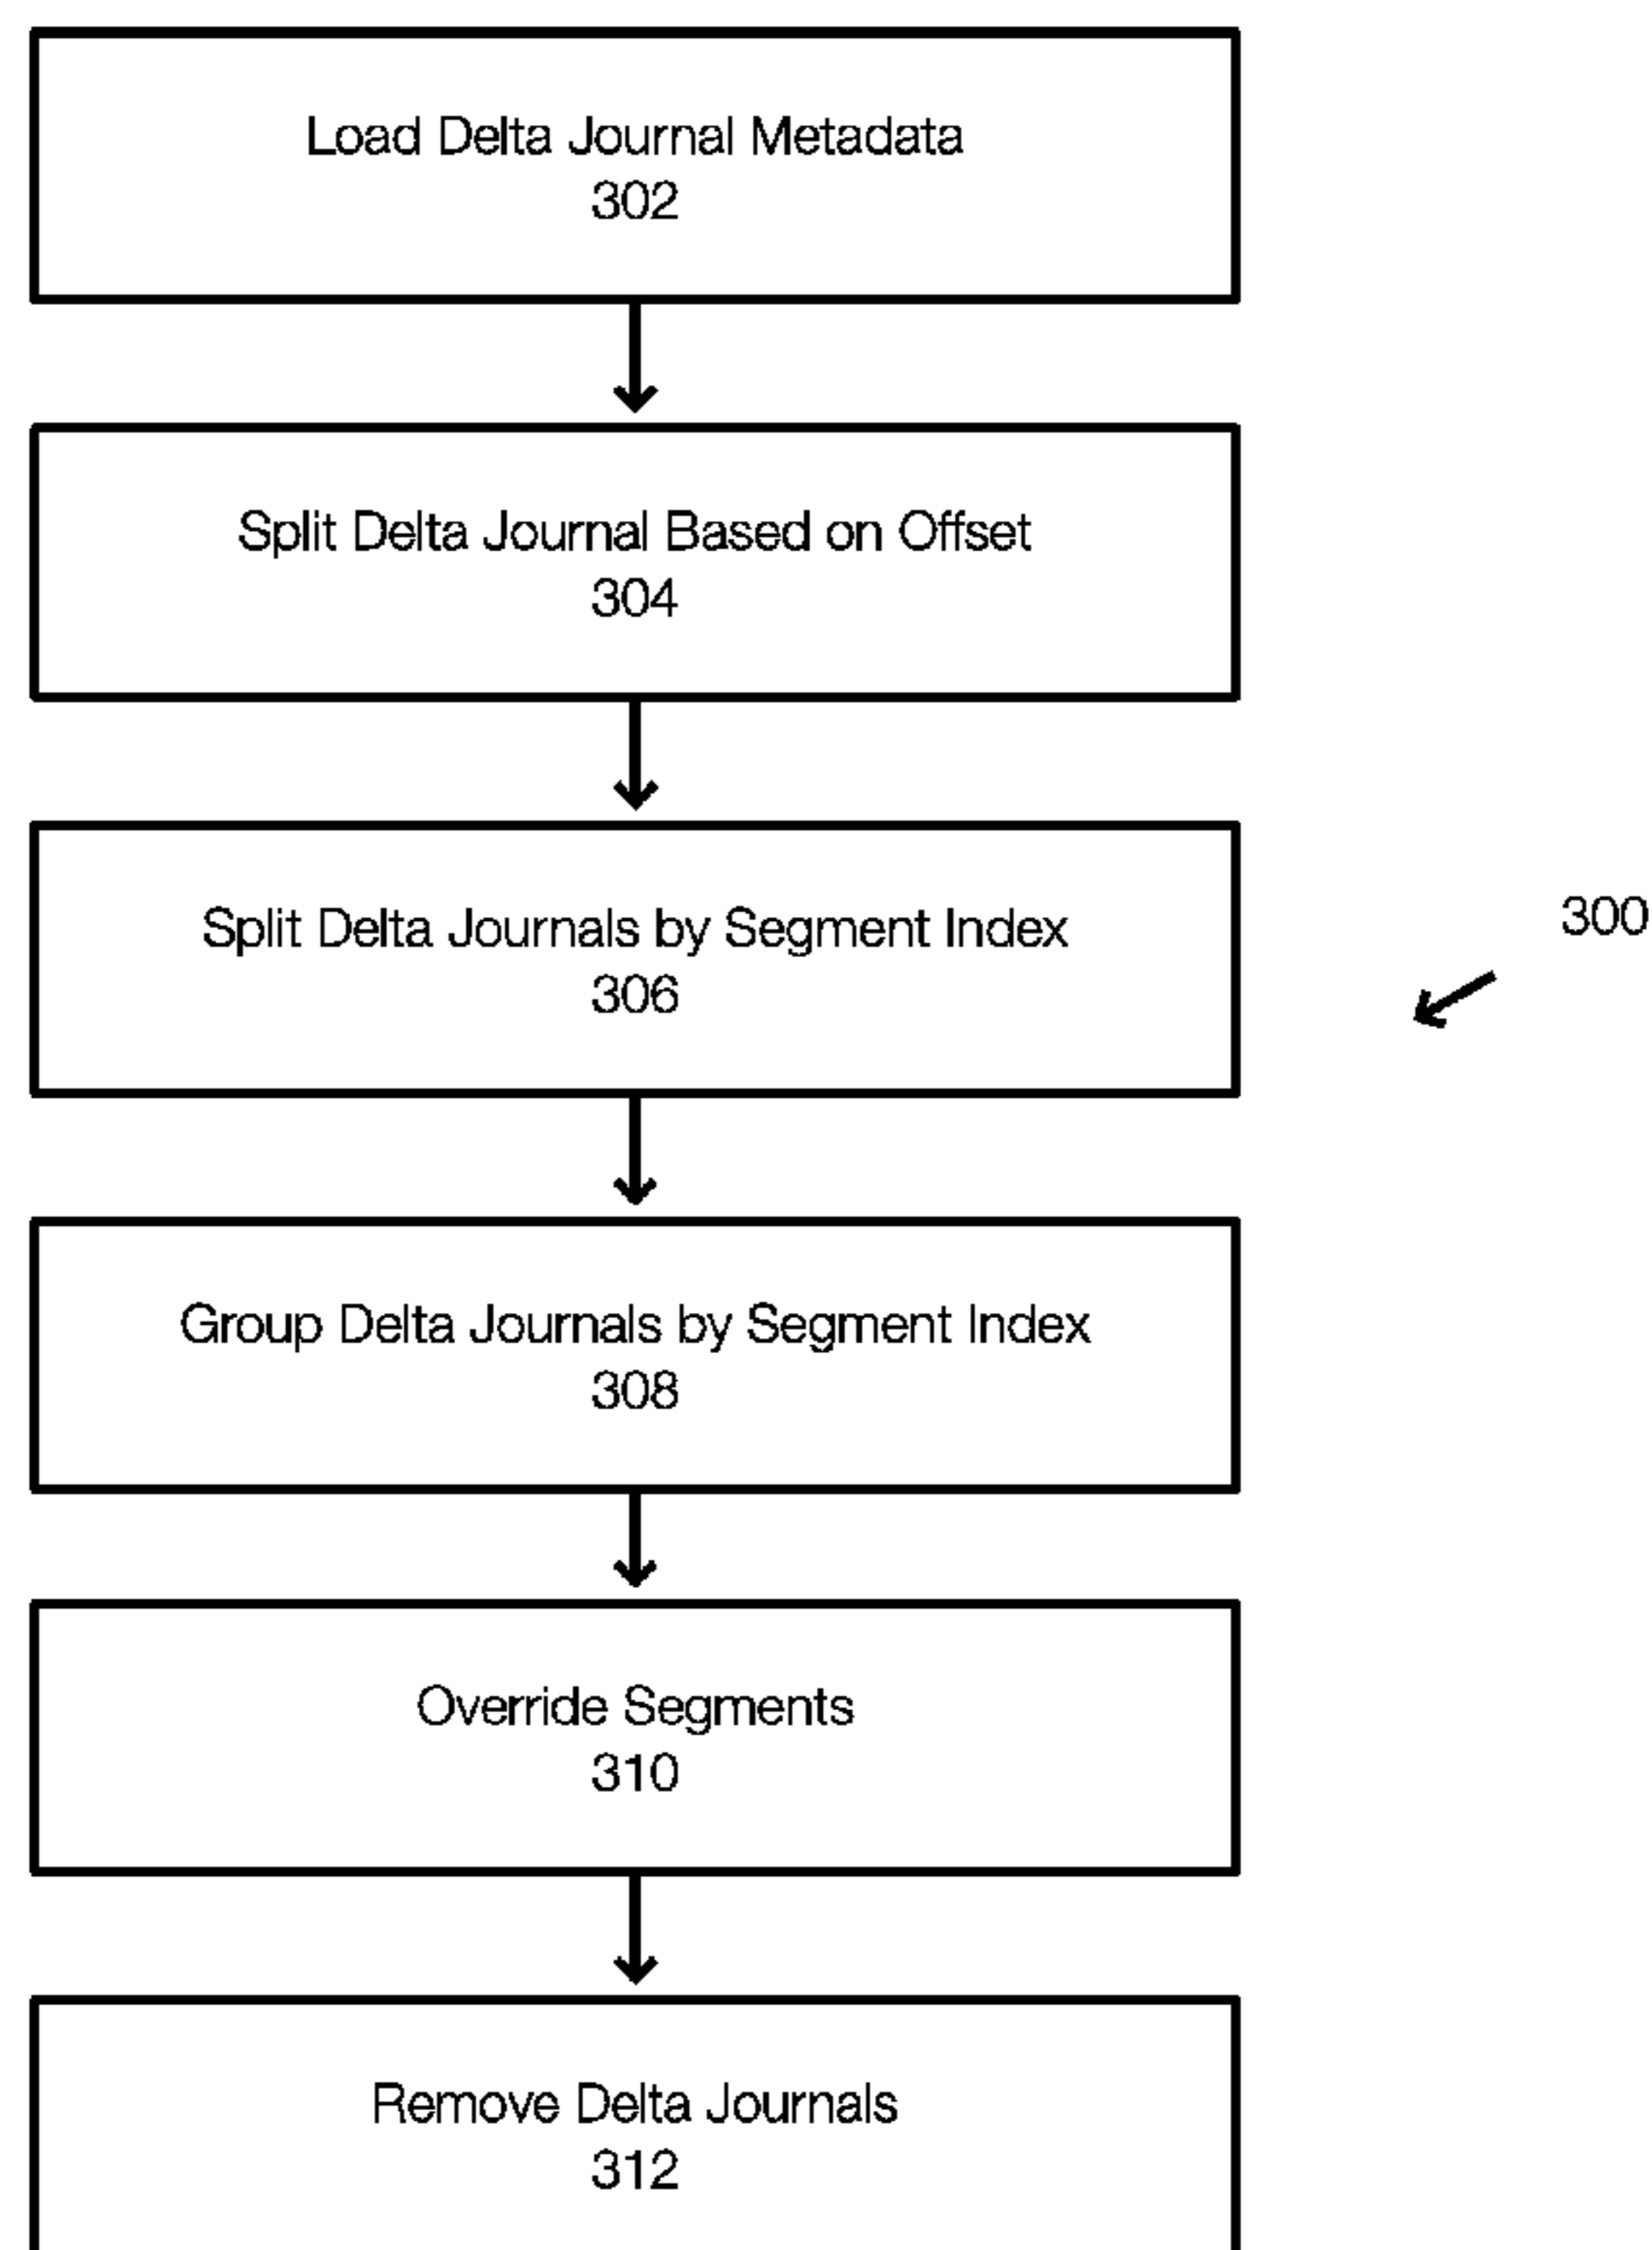 Load Delta Journal Metadata
302
Split Delta Journal Based on Offset
304
Split Delta Journals by Segment Index
306
300
Group Delta Journals by Segment Index
308
Override Segments
310
Remove Delta Journals
312